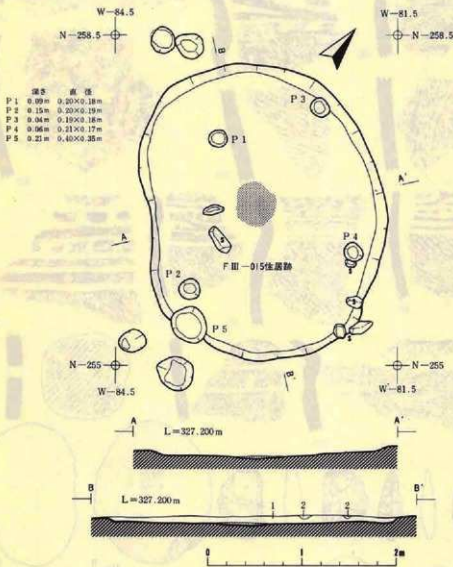 W-84.5 W-81.5
N-258.5 N-258.5
深さ 直径
P1 0.09m 0.20×0.18m
P2 0.15m 0.20×0.19m
P3 0.04m 0.19×0.18m
P4 0.06m 0.21×0.17m
P5 0.21m 0.40×0.35m
B
P3
P1
A'
P4
A
FⅢ-015住居跡
P2
P5
N-255 N-255
B'
W-84.5 W-81.5
A A'
L=327.200m
B B'
L=327.200m
1 2 2
0 1 2m